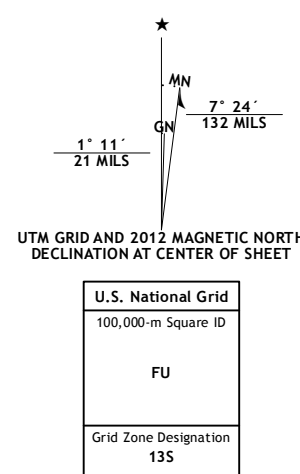 ★
MN
7° 24´
132 MILS
GN
1° 11´
21 MILS
UTM GRID AND 2012 MAGNETIC NORTH
DECLINATION AT CENTER OF SHEET
U.S. National Grid
100,000-m Square ID
FU
Grid Zone Designation
13S